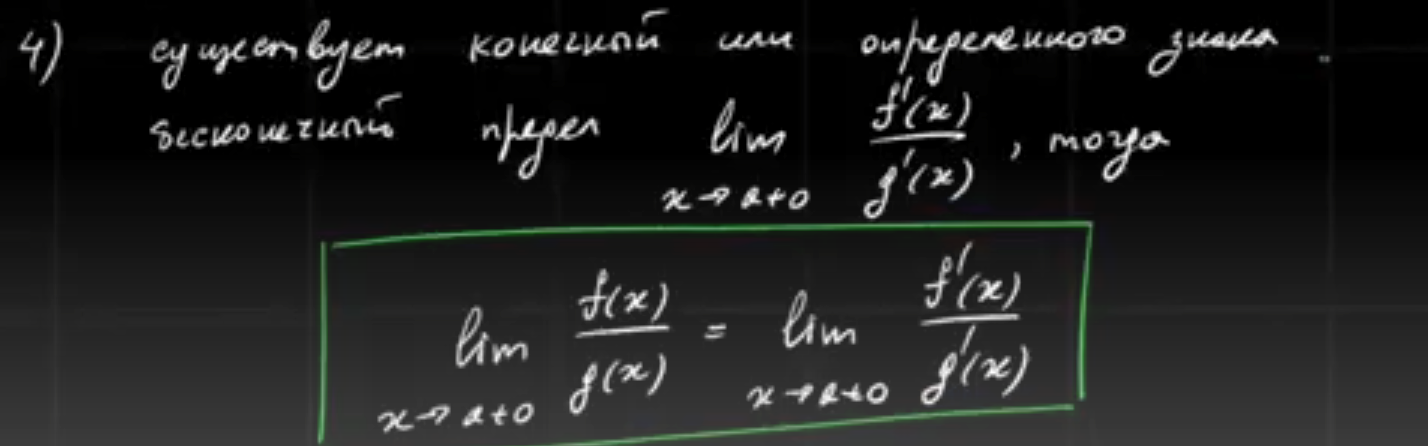 4) существует конечный или определенного знака
бесконечный предел lim x→a+0 f'(x)/g'(x), тогда
lim x→a+0 f(x)/g(x) = lim x→a+0 f'(x)/g'(x)